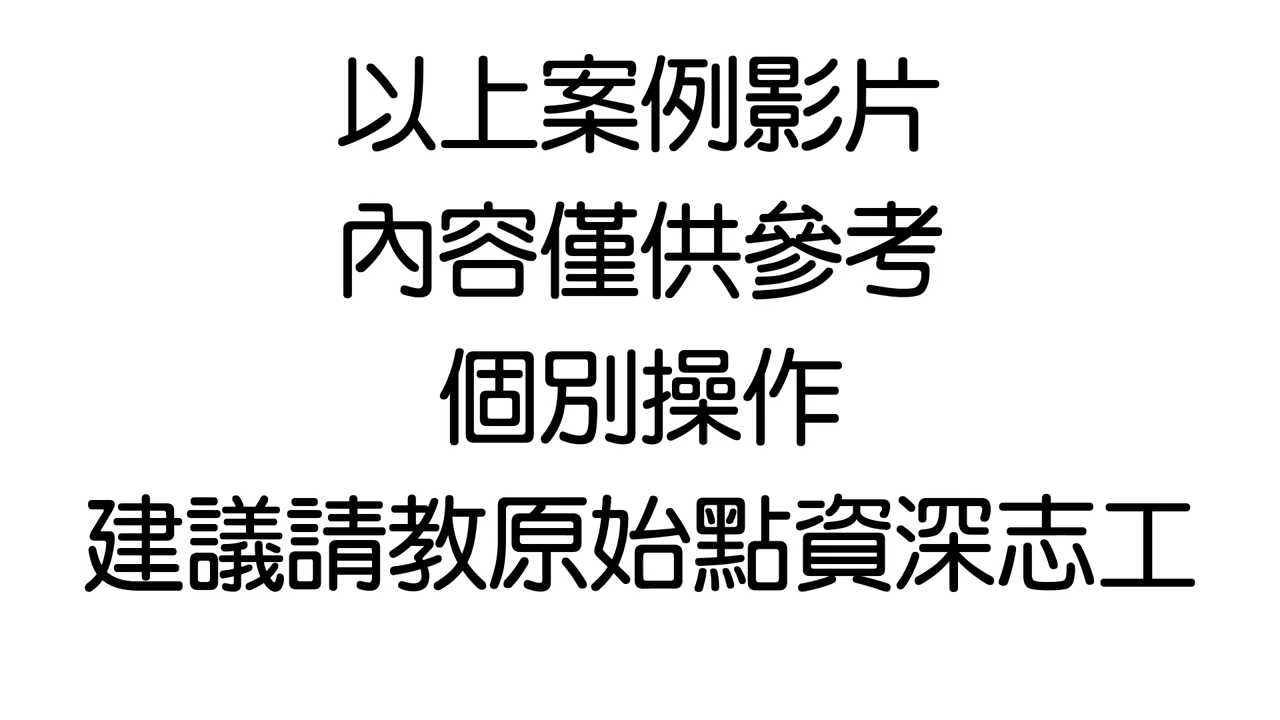 以上案例影片
內容僅供參考
個別操作
建議請教原始點資深志工